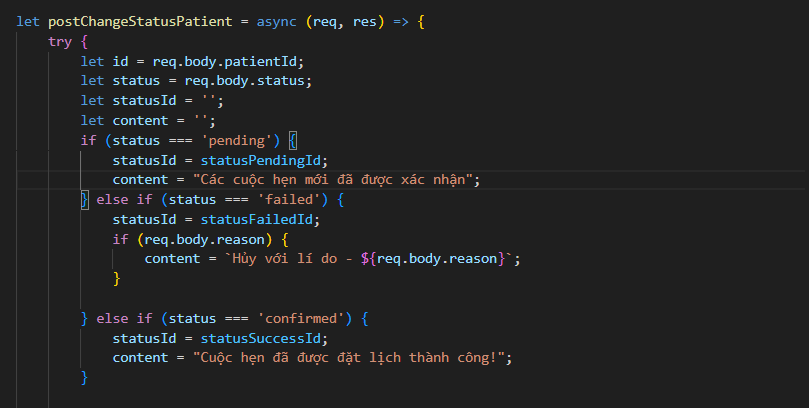 let postChangeStatusPatient = async (req, res) => {
try {
let id = req.body.patientId;
let status = req.body.status;
let statusId = '';
let content = '';
if (status === 'pending') {
statusId = statusPendingId;
content = "Các cuộc hẹn mới đã được xác nhận";
} else if (status === 'failed') {
statusId = statusFailedId;
if (req.body.reason) {
content = `Hủy với lí do - ${req.body.reason}`;
}
} else if (status === 'confirmed') {
statusId = statusSuccessId;
content = "Cuộc hẹn đã được đặt lịch thành công!";
}